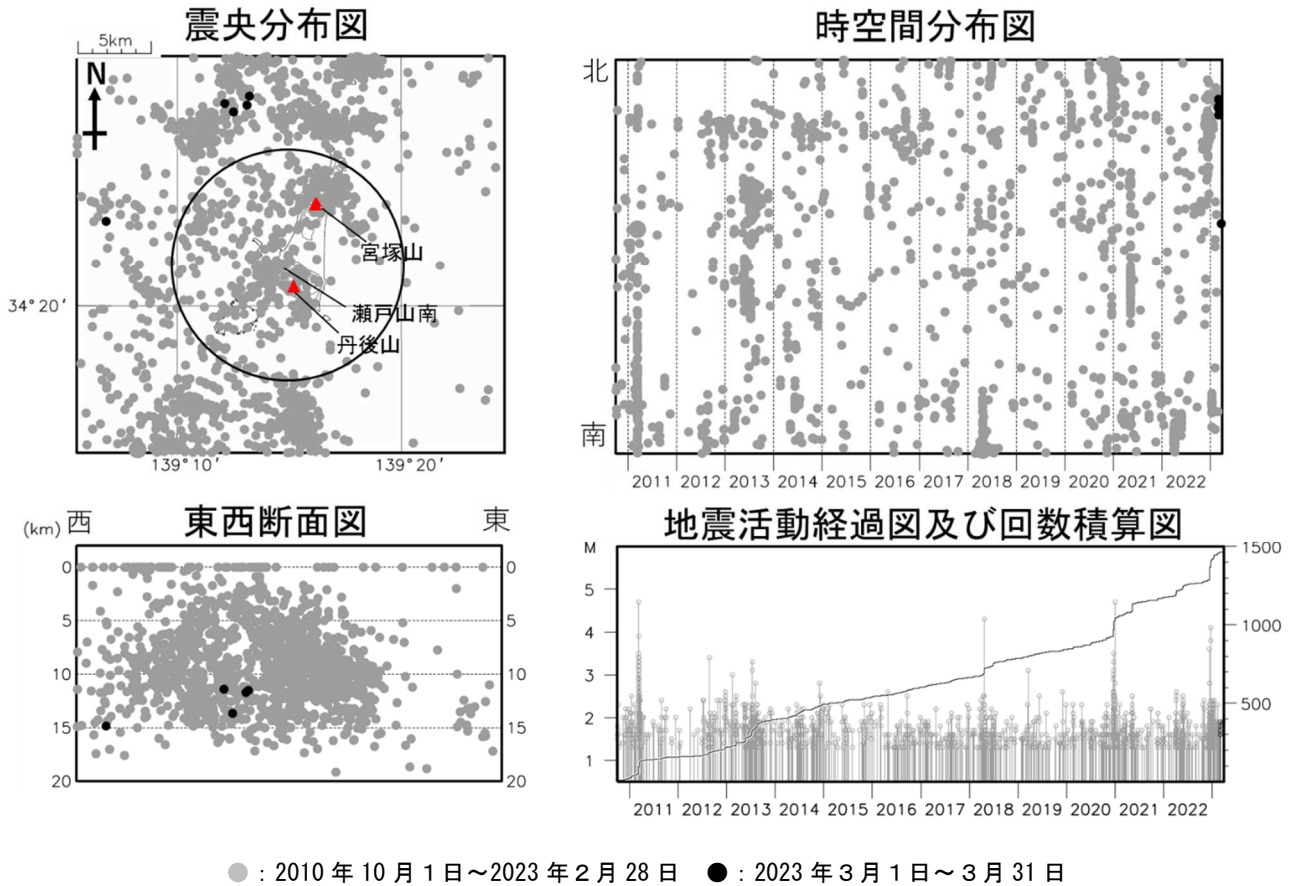 震央分布図
5km
N
宮塚山
瀬戸山南
丹後山
34° 20′
139° 10′
139° 20′
時空間分布図
北
南
2011 2012 2013 2014 2015 2016 2017 2018 2019 2020 2021 2022
東西断面図
(km) 西 東
0 0
5 5
10 10
15 15
20 20
地震活動経過図及び回数積算図
M 1500
5
4 1000
3
2 500
1
2011 2012 2013 2014 2015 2016 2017 2018 2019 2020 2021 2022
：2010 年 10 月１日～2023 年２月 28 日 ：2023 年３月１日～３月 31 日